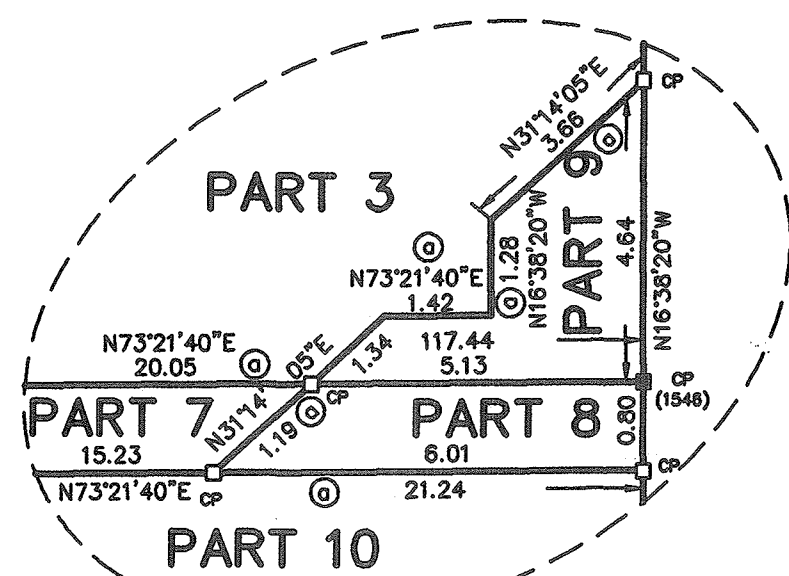 CP
N31°14'05"E
3.66
a
PART 3
PART 9
4.64
N16°38'20"W
a
1.28
N16°38'20"W
N73°21'40"E
1.42
a
N73°21'40"E
20.05
a
1.34
117.44
5.13
N31°14' 05"E
CP
CP
(1546)
PART 7
1.19
a
PART 8
0.80
15.23
6.01
N73°21'40"E
CP
a
21.24
CP
PART 10